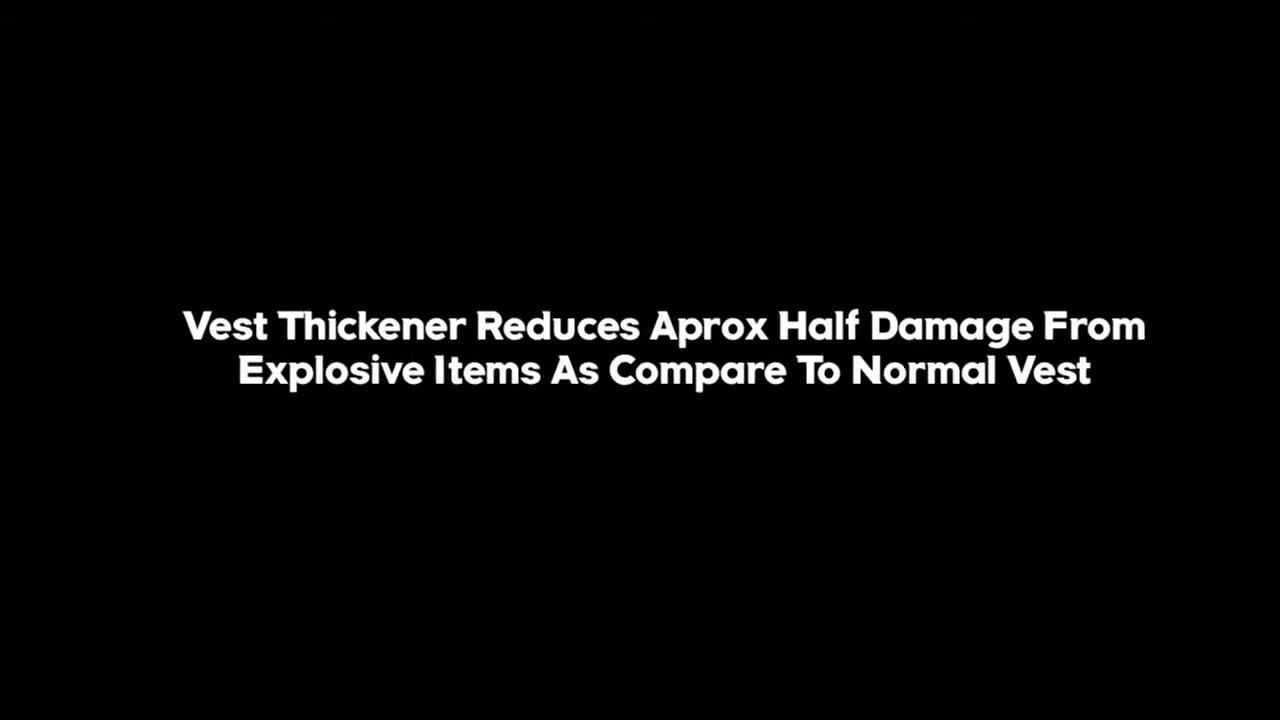 Vest Thickener Reduces Aprox Half Damage From
Explosive Items As Compare To Normal Vest